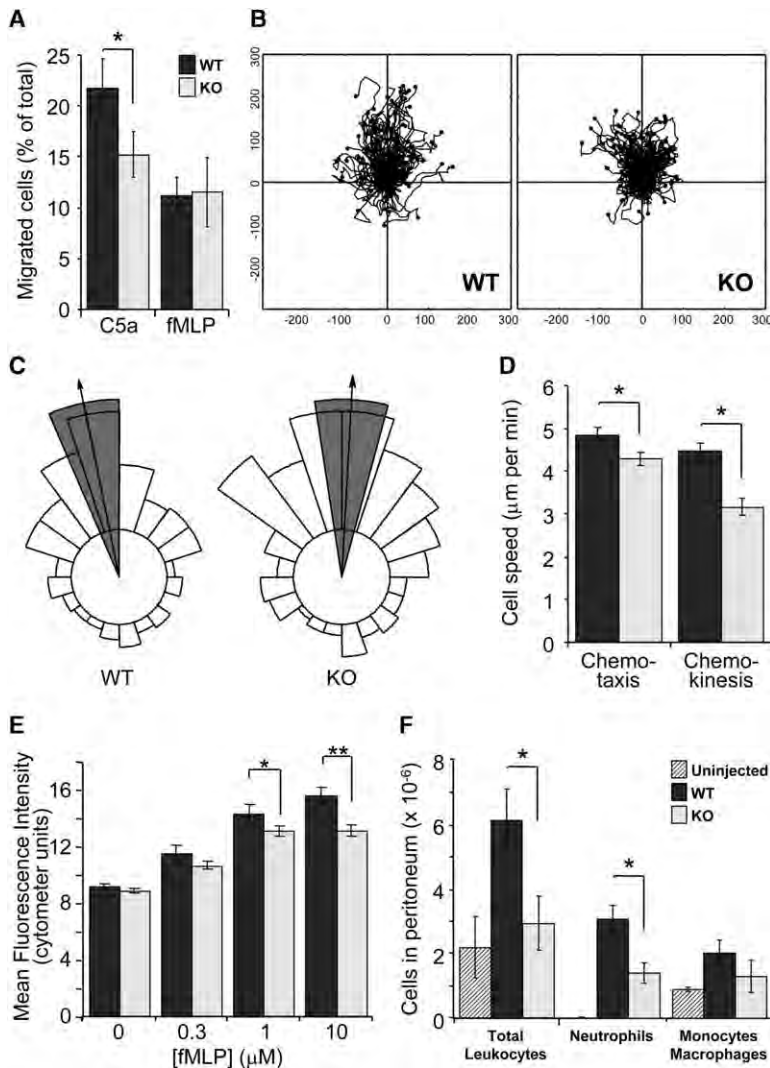 A
*
WT
KO
Migrated cells (% of total)
25
20
15
10
5
0
C5a fMLP
B
300
200
100
0
-100
-200
WT
KO
-200 -100 0 100 200 300
-200 -100 0 100 200 300
C
WT
KO
D
*
*
Cell speed (µm per min)
6
5
4
3
2
1
0
Chemo-
taxis
Chemo-
kinesis
E
*
**
Mean Fluorescence Intensity
(cytometer units)
16
12
8
4
0
0 0.3 1 10
[fMLP] (µM)
F
*
*
Uninjected
WT
KO
Cells in peritoneum (x 10⁻⁶)
8
6
4
2
0
Total
Leukocytes
Neutrophils
Monocytes
Macrophages